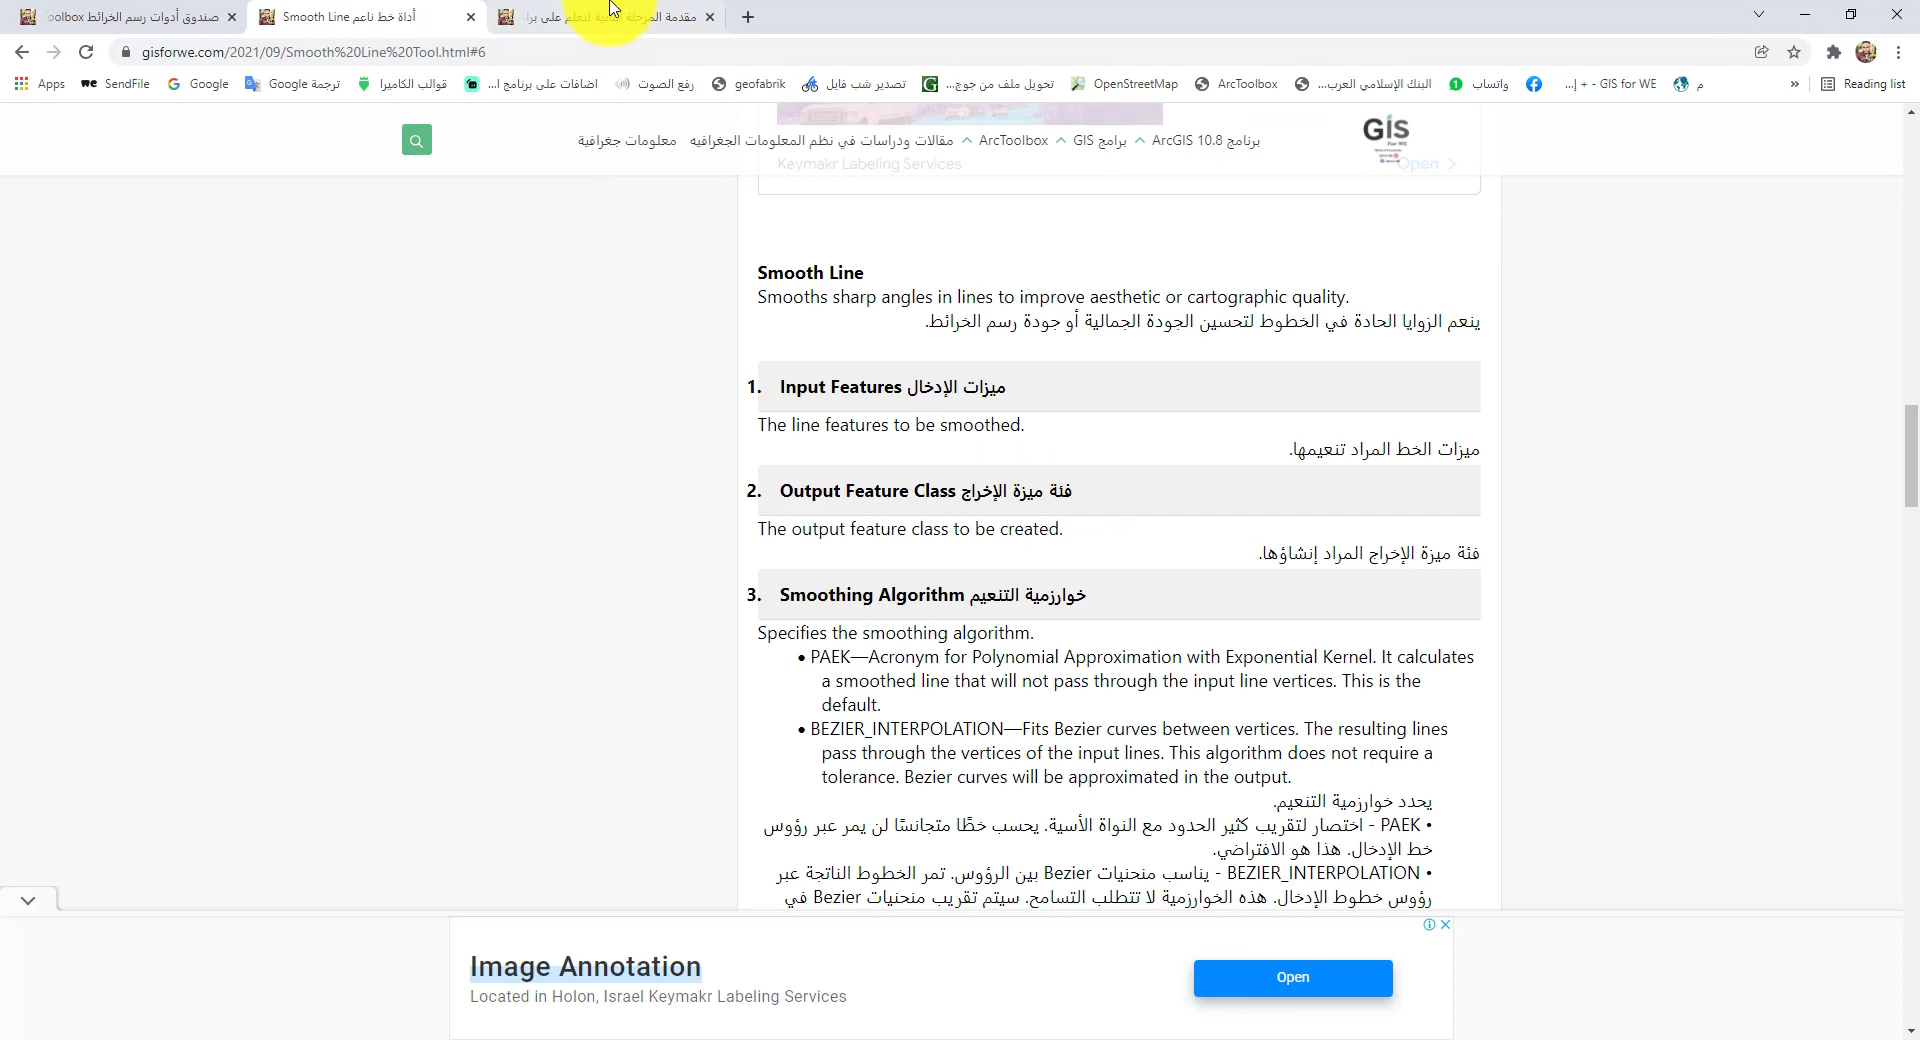 صندوق أدوات رسم الخرائط
أداة خط ناعم Smooth Line
مقدمة المرحلة
لتعلم على
gisforwe.com/2021/09/Smooth%20Line%20Tool.html#6
Apps
SendFile
Google
ترجمة Google
قوالب الكاميرا
اضافات على برنامج ا...
رفع الصوت
geofabrik
تصدير شب فايل
تحويل ملف من جوج...
OpenStreetMap
ArcToolbox
البنك الإسلامي العرب...
واتساب
GIS for WE - + إ...
م
»
Reading list
برنامج ArcGIS 10.8
برامج GIS
ArcToolbox
مقالات ودراسات في نظم المعلومات الجغرافيه
معلومات جغرافية
GIS
For WE
Keymakr Labeling Services
Open
Smooth Line
Smooths sharp angles in lines to improve aesthetic or cartographic quality.
ينعم الزوايا الحادة في الخطوط لتحسين الجودة الجمالية أو جودة رسم الخرائط.
1. Input Features ميزات الإدخال
The line features to be smoothed.
ميزات الخط المراد تنعيمها.
2. Output Feature Class فئة ميزة الإخراج
The output feature class to be created.
فئة ميزة الإخراج المراد إنشاؤها.
3. Smoothing Algorithm خوارزمية التنعيم
Specifies the smoothing algorithm.
• PAEK—Acronym for Polynomial Approximation with Exponential Kernel. It calculates
a smoothed line that will not pass through the input line vertices. This is the
default.
• BEZIER_INTERPOLATION—Fits Bezier curves between vertices. The resulting lines
pass through the vertices of the input lines. This algorithm does not require a
tolerance. Bezier curves will be approximated in the output.
يحدد خوارزمية التنعيم.
• PAEK - اختصار لتقريب كثير الحدود مع النواة الأسية. يحسب خطًا متجانسًا لن يمر عبر رؤوس
خط الإدخال. هذا هو الافتراضي.
• BEZIER_INTERPOLATION - يناسب منحنيات Bezier بين الرؤوس. تمر الخطوط الناتجة عبر
رؤوس خطوط الإدخال. هذه الخوارزمية لا تتطلب التسامح. سيتم تقريب منحنيات Bezier في
Image Annotation
Located in Holon, Israel Keymakr Labeling Services
Open